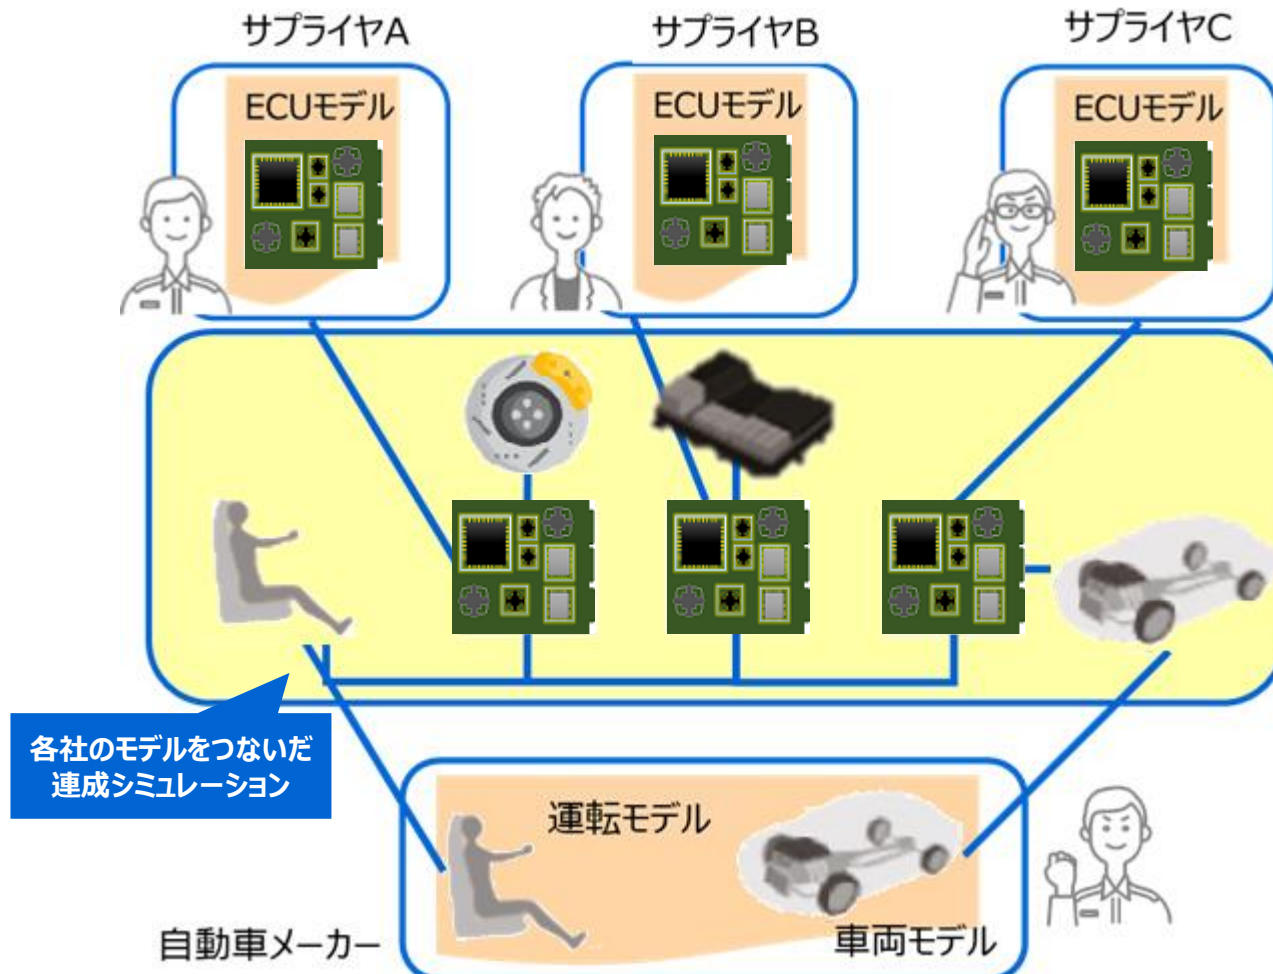 サプライヤA
サプライヤB
サプライヤC
ECUモデル
ECUモデル
ECUモデル
各社のモデルをつないだ
連成シミュレーション
運転モデル
自動車メーカー
車両モデル